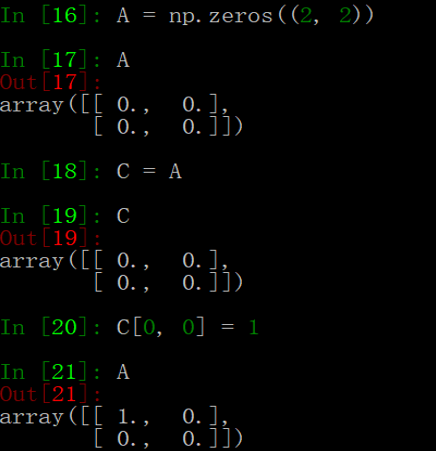 In [16]: A = np.zeros((2, 2))
In [17]: A
Out[17]:
array([[ 0.,  0.],
       [ 0.,  0.]])
In [18]: C = A
In [19]: C
Out[19]:
array([[ 0.,  0.],
       [ 0.,  0.]])
In [20]: C[0, 0] = 1
In [21]: A
Out[21]:
array([[ 1.,  0.],
       [ 0.,  0.]])